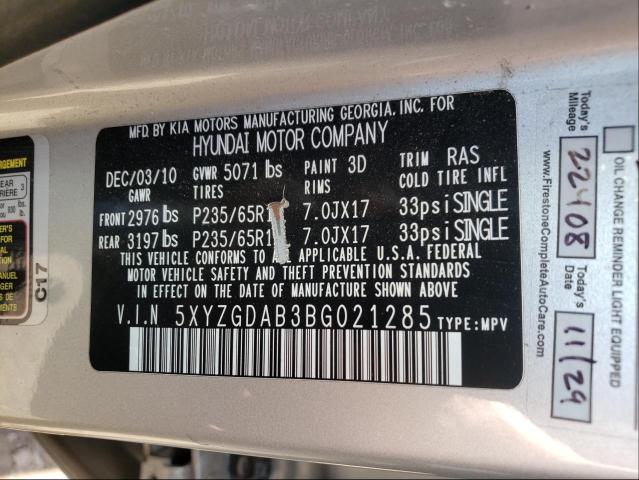 MFD. BY KIA MOTORS MANUFACTURING GEORGIA, INC. FOR
HYUNDAI MOTOR COMPANY
DEC/03/10 GVWR 5071 lbs PAINT 3D TRIM RAS
GAWR TIRES RIMS COLD TIRE INFL
FRONT 2976 lbs P235/65R1 7.0JX17 33psi SINGLE
REAR 3197 lbs P235/65R1 7.0JX17 33psi SINGLE
THIS VEHICLE CONFORMS TO APPLICABLE U.S.A. FEDERAL
MOTOR VEHICLE SAFETY AND THEFT PREVENTION STANDARDS
IN EFFECT ON THE DATE OF MANUFACTURE SHOWN ABOVE.
V.I.N 5XYZGDAB3BG021285 TYPE: MPV
C17
www.FirestoneCompleteAutoCare.com
Today's Mileage 22408
Today's Date 11/29
OIL CHANGE REMINDER LIGHT EQUIPPED